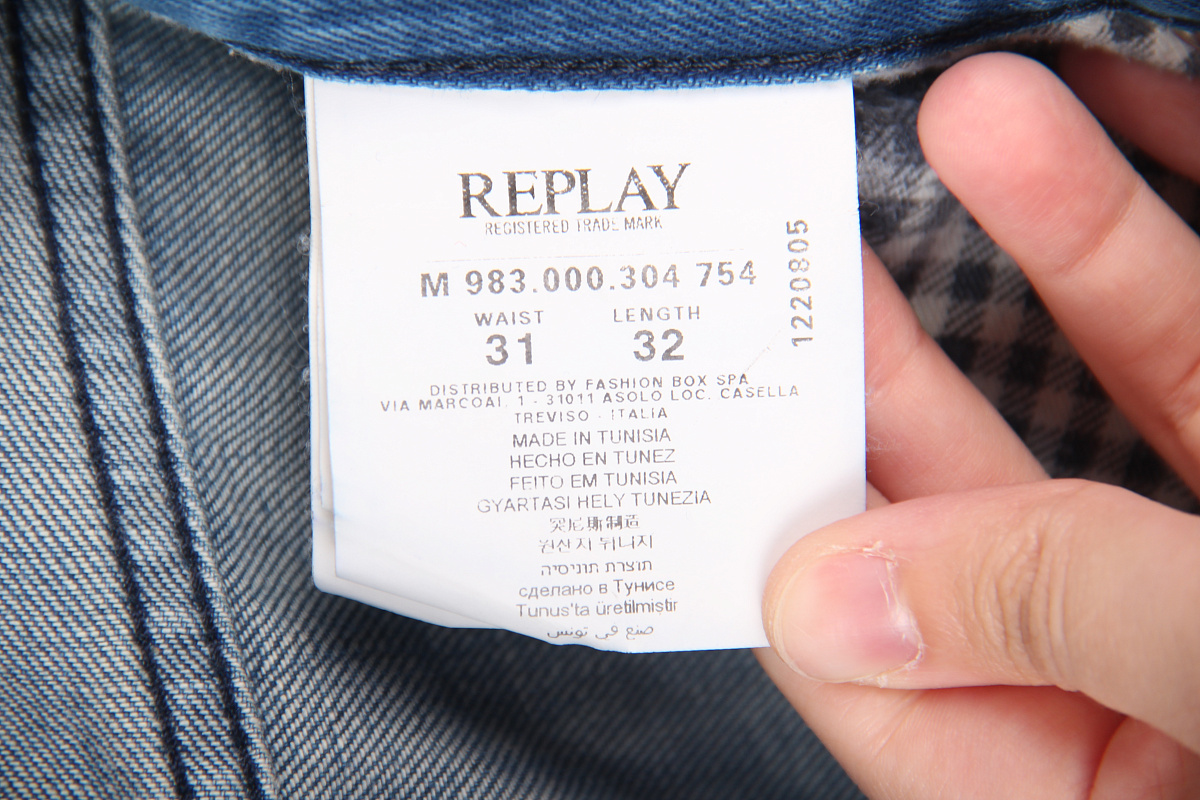 REPLAY
REGISTERED TRADE MARK
M 983.000.304 754
1220805
WAIST LENGTH
31 32
DISTRIBUTED BY FASHION BOX SPA
VIA MARCOAI, 1 - 31011 ASOLO LOC. CASELLA
TREVISO - ITALIA
MADE IN TUNISIA
HECHO EN TUNEZ
FEITO EM TUNISIA
GYARTASI HELY TUNEZIA
突尼斯制造
원산지 튀니지
תוצרת תוניסיה
сделано в Тунисе
Tunus'ta üretilmiştir
صنع في تونس